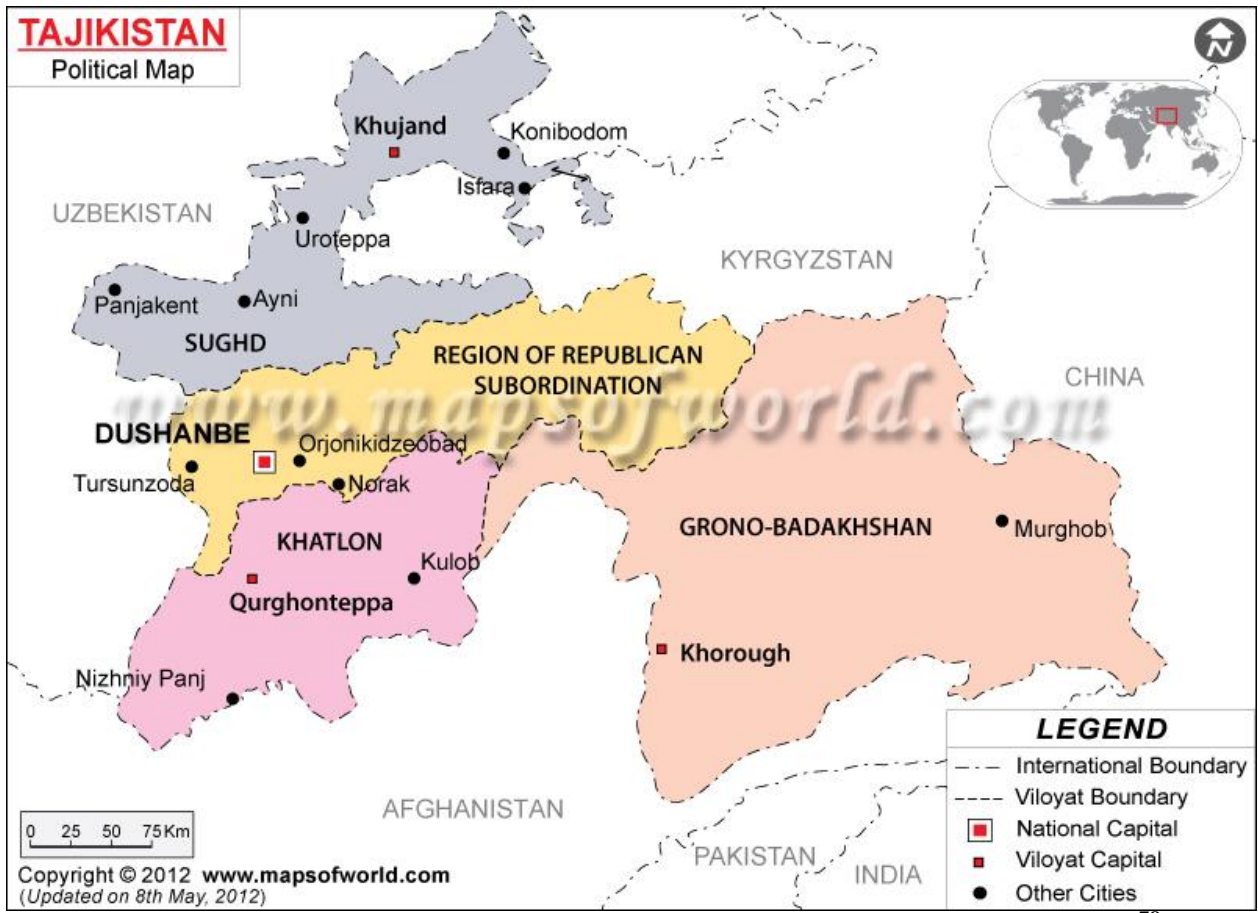 TAJIKISTAN
Political Map
N
Khujand
Konibodom
Isfara
UZBEKISTAN
Uroteppa
KYRGYZSTAN
Panjakent
Ayni
SUGHD
REGION OF REPUBLICAN
SUBORDINATION
CHINA
www.mapsofworld.com
DUSHANBE
Orjonikidzeobad
Tursunzoda
Norak
GRONO-BADAKHSHAN
Murghob
KHATLON
Kulob
Qurghonteppa
Khorough
Nizhniy Panj
AFGHANISTAN
PAKISTAN
INDIA
LEGEND
International Boundary
Viloyat Boundary
National Capital
Viloyat Capital
Other Cities
0 25 50 75Km
Copyright © 2012 www.mapsofworld.com
(Updated on 8th May, 2012)